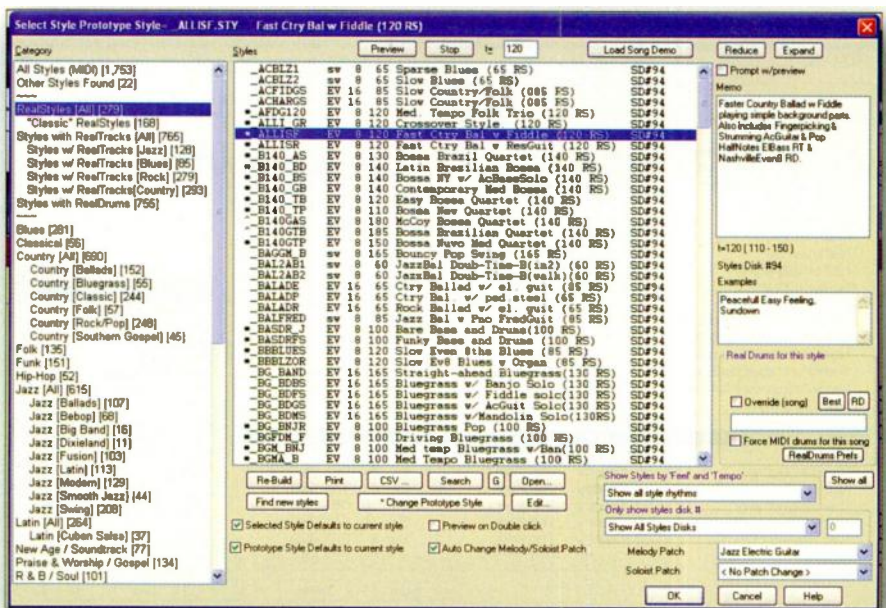 Select Style Prototype Style- _ALLISF.STY Fast Ctry Bal w Fiddle (120 RS)
Category
All Styles (MIDI) [1,753]
Other Styles Found [22]
RealStyles [All] [279]
"Classic" RealStyles [168]
Styles with RealTracks [All] [765]
Styles w/ RealTracks [Jazz] [128]
Styles w/ RealTracks [Blues] [85]
Styles w/ RealTracks [Rock] [279]
Styles w/ RealTracks[Country] [293]
Styles with RealDrums [755]
Blues [281]
Classical [56]
Country [All] [660]
Country [Ballads] [152]
Country [Bluegrass] [55]
Country [Classic] [244]
Country [Folk] [57]
Country [Rock/Pop] [248]
Country [Southern Gospel] [45]
Folk [135]
Funk [151]
Hip-Hop [52]
Jazz [All] [615]
Jazz [Ballads] [107]
Jazz [Bebop] [68]
Jazz [Big Band] [16]
Jazz [Dixieland] [11]
Jazz [Fusion] [103]
Jazz [Latin] [113]
Jazz [Modern] [129]
Jazz [Smooth Jazz] [44]
Jazz [Swing] [208]
Latin [All] [264]
Latin [Cuban Salsa] [37]
New Age / Soundtrack [77]
Praise & Worship / Gospel [134]
R & B / Soul [101]
Styles Preview Stop t= 120 Load Song Demo
_ACBLZ1 sw 8 65 Sparse Blues (65 RS) SD#94
_ACBLZ2 sw 8 65 Slow Blues (65 RS) SD#94
_ACFIDGS EV 16 85 Slow Country/Folk (085 RS) SD#94
_ACHARGS EV 16 85 Slow Country/Folk (085 RS) SD#94
_AFDG120 EV 8 120 Med. Tempo Folk Trio (120 RS) SD#94
_ALLI_GR EV 8 120 Crossover Style (120 RS) SD#94
_ALLISF EV 8 120 Fast Ctry Bal w Fiddle (120 RS) SD#94
_ALLISR EV 8 120 Fast Ctry Bal w ResGuit (120 RS) SD#94
_B140_AS EV 8 130 Bossa Brazil Quartet (140 RS) SD#94
_B140_BD EV 8 140 Latin Bresilian Bossa (140 RS) SD#94
_B140_BS EV 8 140 Bossa NY w/ AcBassSolo (140 RS) SD#94
_B140_GB EV 8 140 Contemporary Med Bossa (140 RS) SD#94
_B140_TB EV 8 120 Easy Bossa Quartet (140 RS) SD#94
_B140_TP EV 8 110 Bossa New Quartet (140 RS) SD#94
_B140GAS EV 8 180 McCoy Bossa Quartet (140 RS) SD#94
_B140GTB EV 8 185 Bossa Brazilian Quartet (140 RS) SD#94
_B140GTP EV 8 150 Bossa Nuvo Med Quartet (140 RS) SD#94
_BAGGM_B sw 8 165 Bouncy Pop Swing (165 RS) SD#94
_BAL2AB1 sw 8 60 JazzBal Doub-Time-B(in2) (60 RS) SD#94
_BAL2AB2 sw 8 60 JazzBal Doub-Time-B(walk)(60 RS) SD#94
_BALADE EV 16 65 Ctry Ballad w/ el. guit (85 RS) SD#94
_BALADP EV 16 65 Ctry Bal. w/ ped.steel (65 RS) SD#94
_BALADR EV 16 65 Rock Ballad w/ el. guit (65 RS) SD#94
_BALFRED sw 8 85 Jazz Bal w Pno FredGuit (85 RS) SD#94
_BASDR_J EV 8 100 Bare Bass and Drums(100 RS) SD#94
_BASDRFS EV 8 100 Funky Bass and Drums (100 RS) SD#94
_BBBLUES EV 8 120 Slow Even 8ths Blues (85 RS) SD#94
_BBBLZOR EV 8 120 Slow Ev8 Blues w Organ (85 RS) SD#94
_BG_BAND EV 16 165 Straight-ahead Bluegrass(130 RS) SD#94
_BG_BDBS EV 16 165 Bluegrass w/ Banjo Solo (130 RS) SD#94
_BG_BDFS EV 16 165 Bluegrass w/ Fiddle solo(130 RS) SD#94
_BG_BDGS EV 16 165 Bluegrass w/ AcGuit Solo(130 RS) SD#94
_BG_BDMS EV 16 165 Bluegrass w/Mandolin Solo(130RS) SD#94
_BG_BNJR EV 8 100 Bluegrass Pop (100 RS) SD#94
_BGFDM_F EV 8 100 Driving Bluegrass (100 RS) SD#94
_BGM_BNJ EV 8 100 Med temp Bluegrass w/Ban(100 RS) SD#94
_BGMA_B EV 8 100 Med Tempo Bluegrass (100 RS) SD#94
Re-Build Print CSV ... Search G Open...
Find new styles * Change Prototype Style Edit...
Selected Style Defaults to current style Preview on Double click
Prototype Style Defaults to current style Auto Change Melody/Soloist Patch
Reduce Expand
Prompt w/preview
Memo
Faster Country Ballad w Fiddle
playing simple background parts.
Also includes Fingerpicking &
Strumming AcGuitar & Pop
HalfNotes ElBass RT &
NashvilleEven8 RD.
t=120 [ 110 - 150 )
Styles Disk #94
Examples
Peacefull Easy Feeling,
Sundown
Real Drums for this style
Override (song) Best RD
Force MIDI drums for this song
RealDrums Prefs
Show Styles by 'Feel' and 'Tempo' Show all
Show all style rhythms
Only show styles disk #
Show All Styles Disks 0
Melody Patch Jazz Electric Guitar
Soloist Patch < No Patch Change >
OK Cancel Help